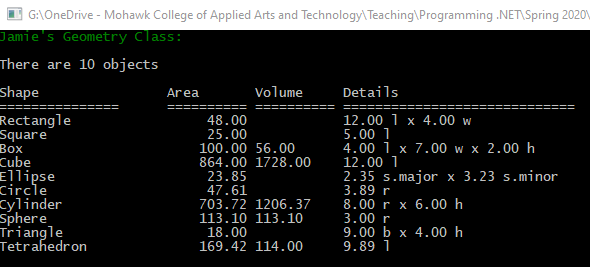 G:\OneDrive - Mohawk College of Applied Arts and Technology\Teaching\Programming .NET\Spring 2020\
Jamie's Geometry Class:
There are 10 objects
Shape Area Volume Details
=============== ========== ========== =============================
Rectangle 48.00 12.00 l x 4.00 w
Square 25.00 5.00 l
Box 100.00 56.00 4.00 l x 7.00 w x 2.00 h
Cube 864.00 1728.00 12.00 l
Ellipse 23.85 2.35 s.major x 3.23 s.minor
Circle 47.61 3.89 r
Cylinder 703.72 1206.37 8.00 r x 6.00 h
Sphere 113.10 113.10 3.00 r
Triangle 18.00 9.00 b x 4.00 h
Tetrahedron 169.42 114.00 9.89 l